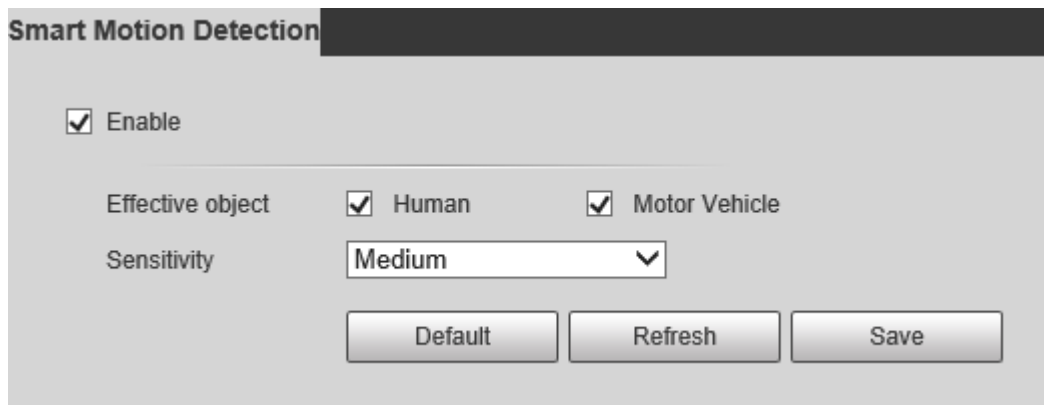 Smart Motion Detection
Enable
Effective object Human Motor Vehicle
Sensitivity Medium
Default Refresh Save